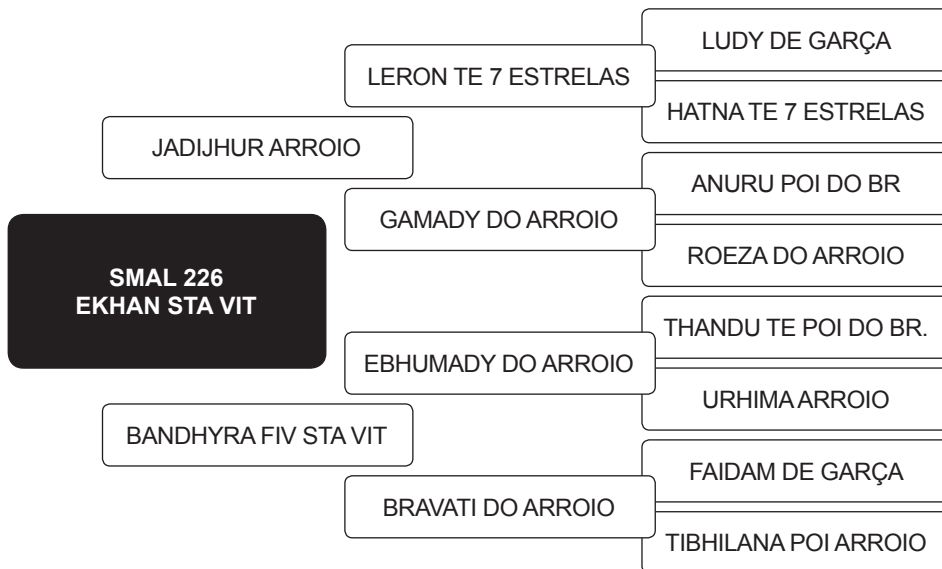 LUDY DE GARÇA
LERON TE 7 ESTRELAS
HATNA TE 7 ESTRELAS
JADIJHUR ARROIO
ANURU POI DO BR
GAMADY DO ARROIO
ROEZA DO ARROIO
SMAL 226
EKHAN STA VIT
THANDU TE POI DO BR.
EBHUMADY DO ARROIO
URHIMA ARROIO
BANDHYRA FIV STA VIT
FAIDAM DE GARÇA
BRAVATI DO ARROIO
TIBHILANA POI ARROIO